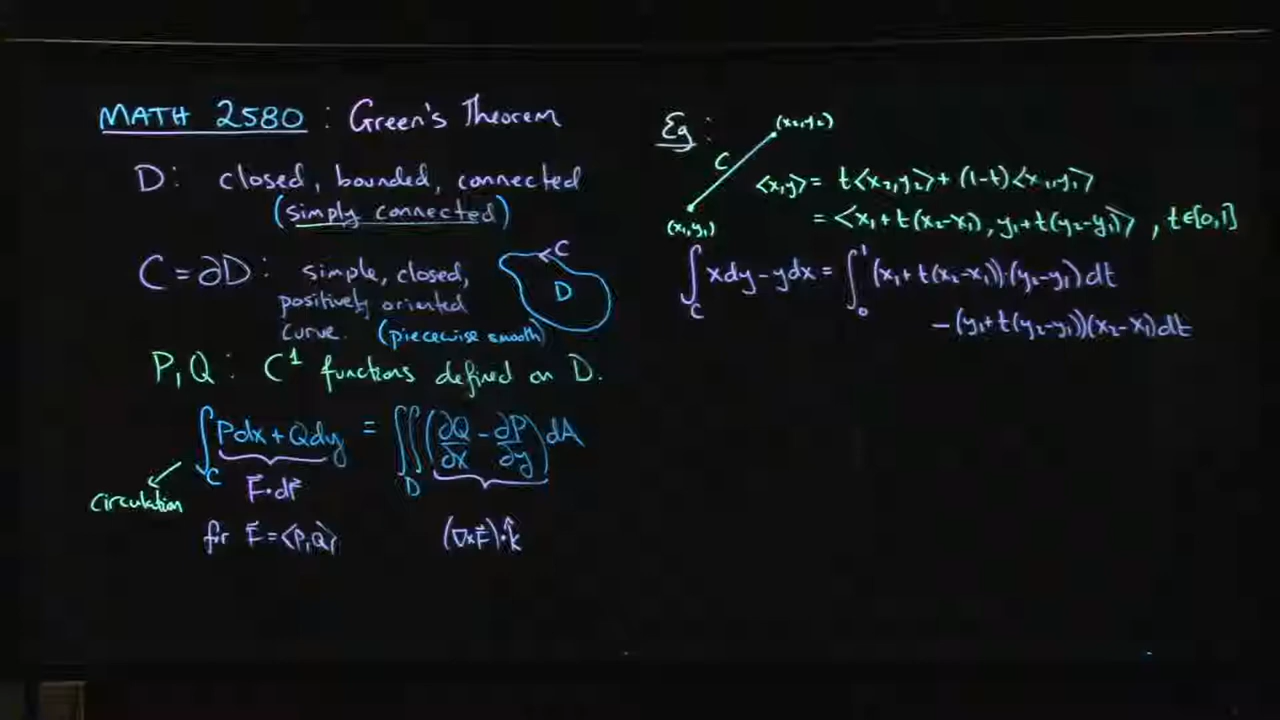 MATH 2580 : Green's Theorem
D: closed, bounded, connected
(simply connected)
C = ∂D : simple, closed,
positively oriented
curve. (piecewise smooth)
C
D
P, Q : C¹ functions defined on D.
∫_C Pdx + Qdy = ∬_D (∂Q/∂x − ∂P/∂y) dA
Circulation
F⃗·dr⃗
for F⃗ = ⟨P,Q⟩
(∇×F⃗)·k̂
Eg :
(x₂,y₂)
C
(x₁,y₁)
⟨x,y⟩ = t⟨x₂,y₂⟩ + (1-t)⟨x₁,y₁⟩
= ⟨x₁ + t(x₂-x₁), y₁ + t(y₂-y₁)⟩ , t∈[0,1]
∫_C xdy − ydx = ∫₀¹ (x₁ + t(x₂-x₁))·(y₂-y₁)dt
− (y₁ + t(y₂-y₁))(x₂-x₁)dt